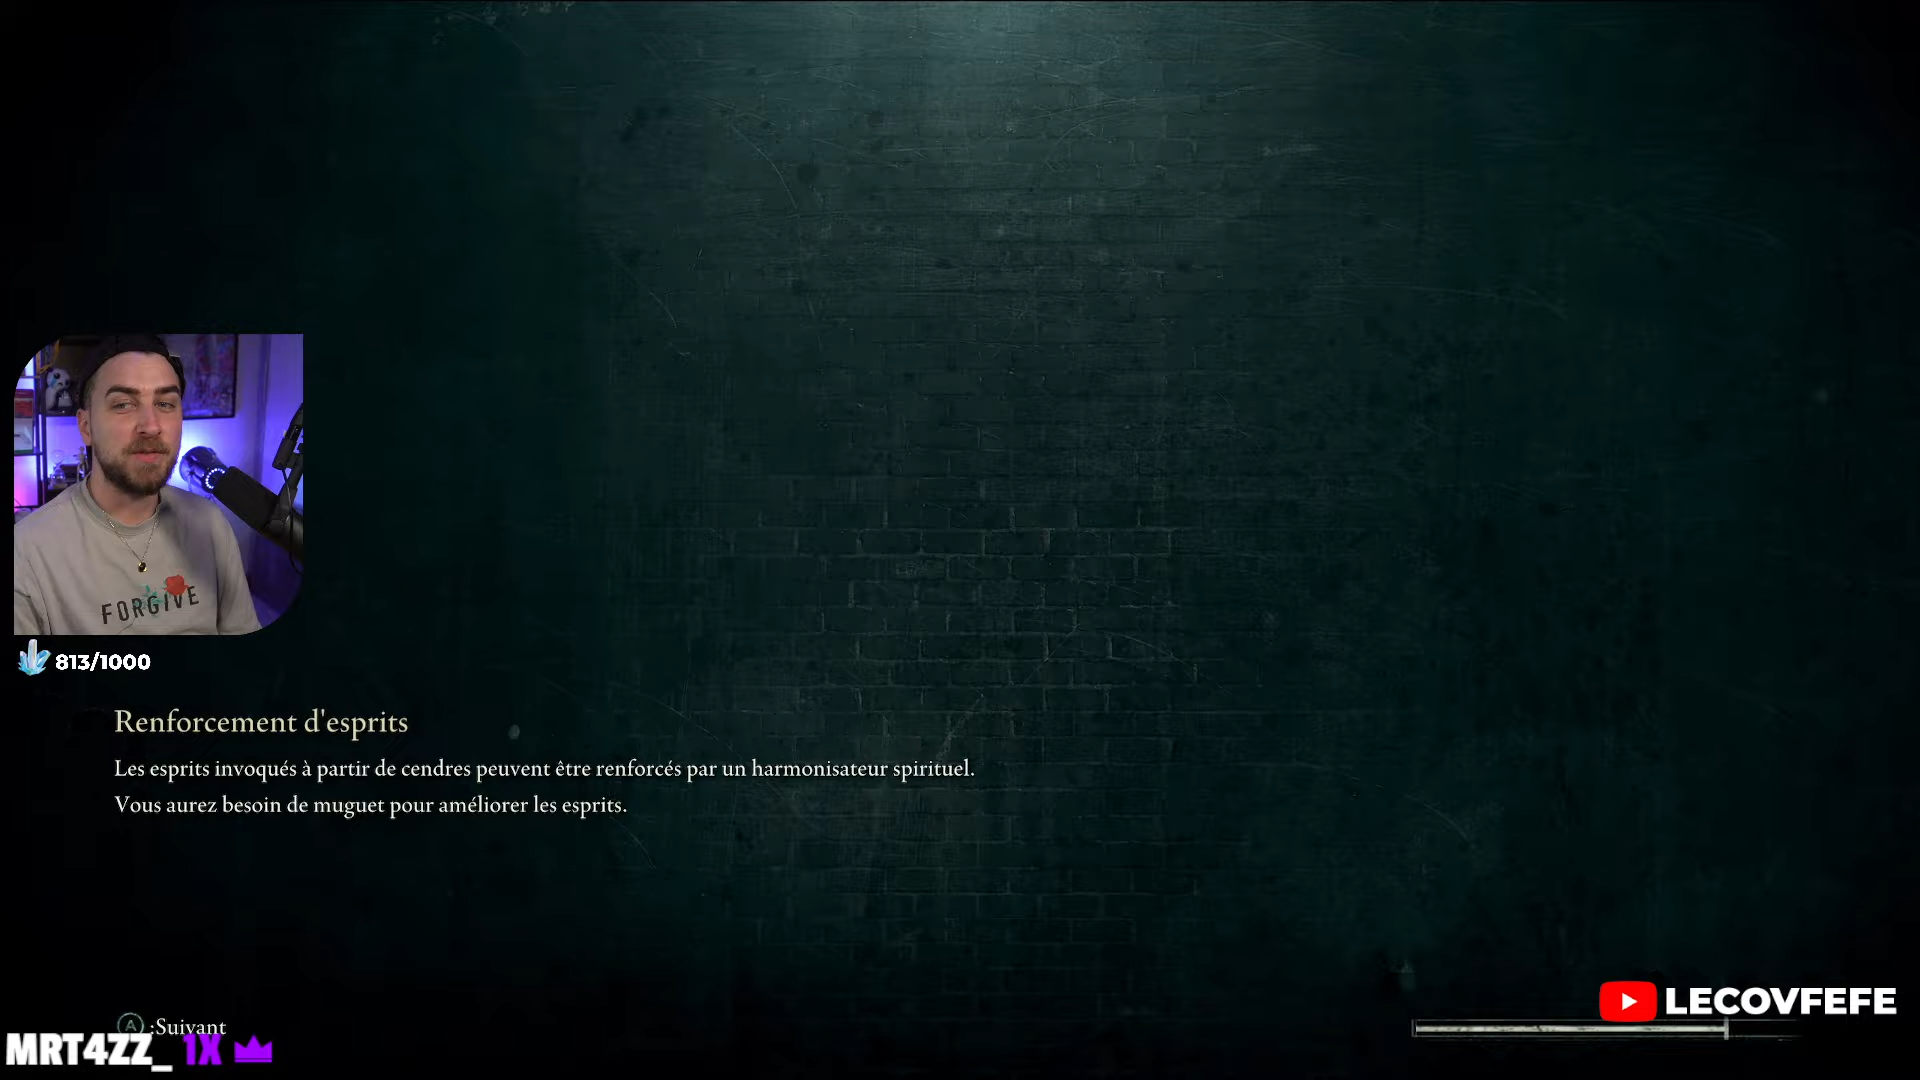 FORGIVE
813/1000
Renforcement d'esprits
Les esprits invoqués à partir de cendres peuvent être renforcés par un harmonisateur spirituel.
Vous aurez besoin de muguet pour améliorer les esprits.
A :Suivant
MRT4ZZ_ 1X
LECOVFEFE